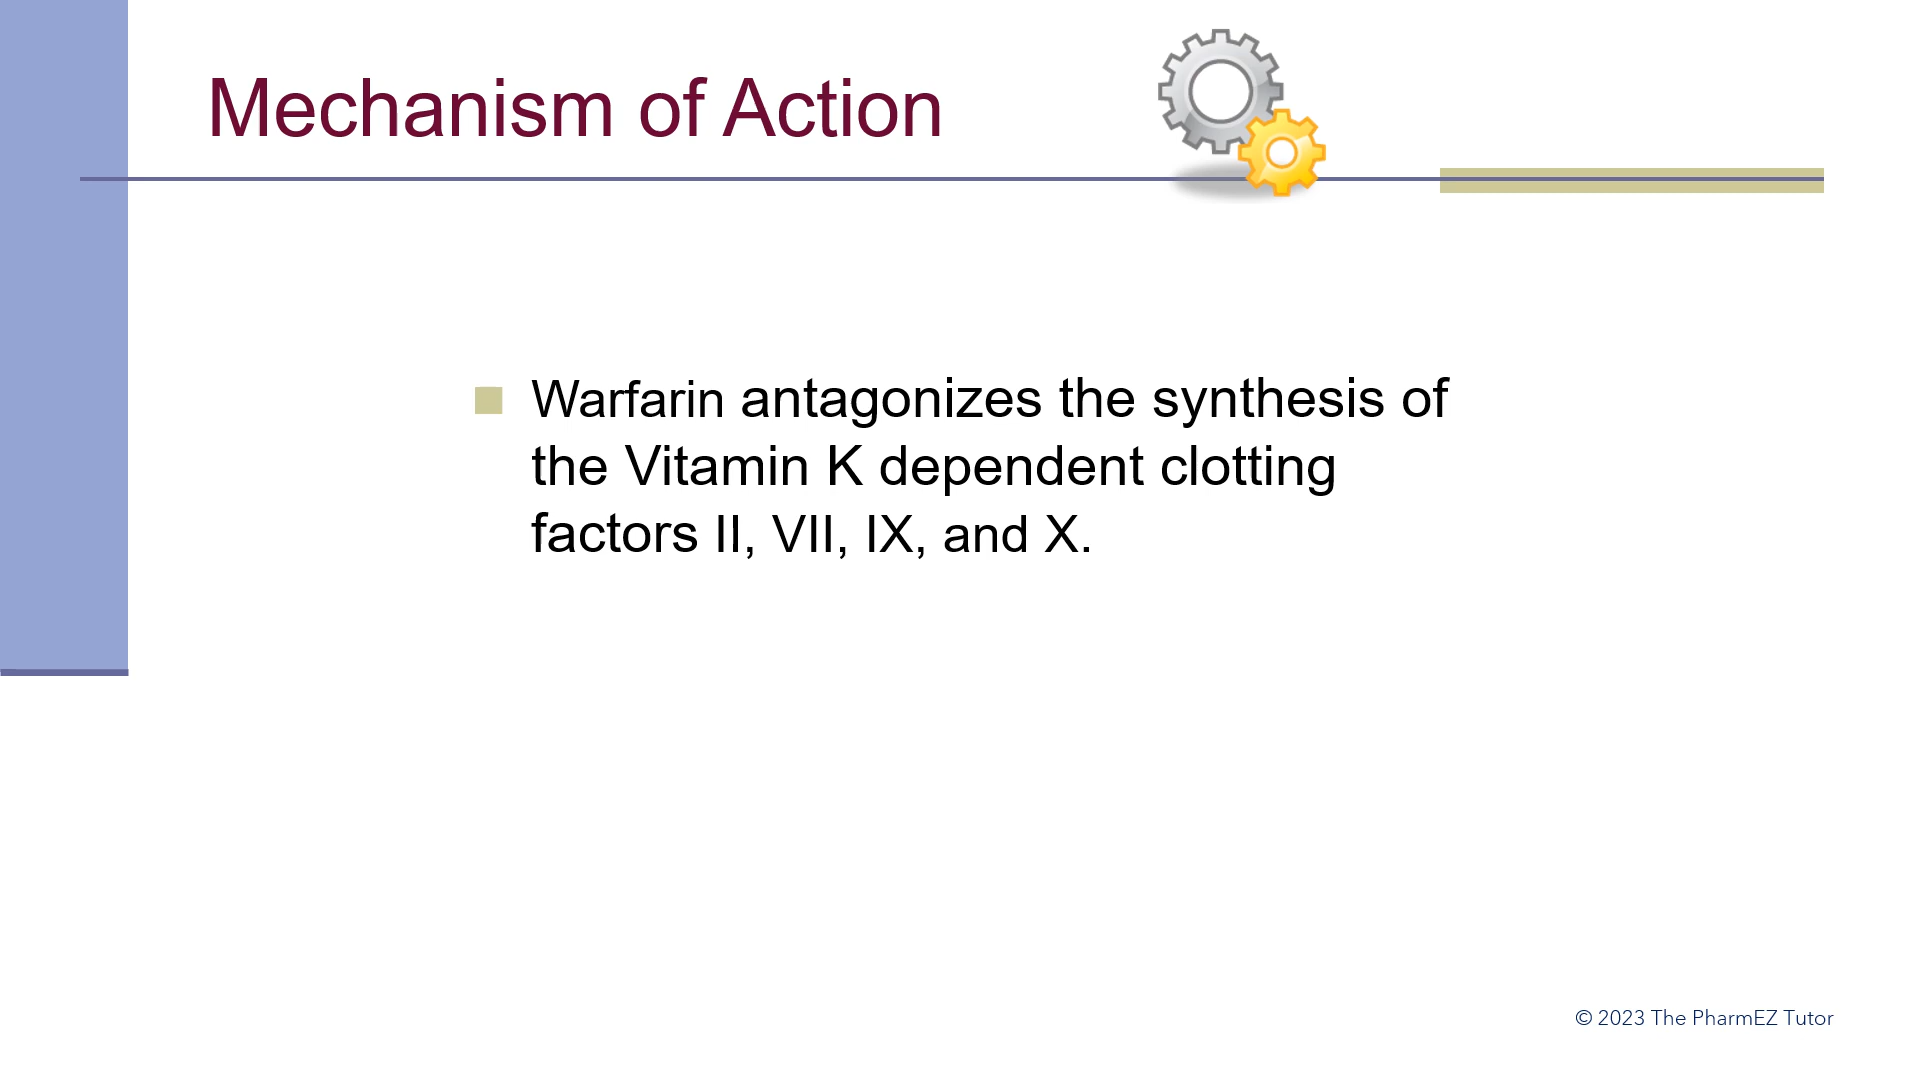 Mechanism of Action
Warfarin antagonizes the synthesis of
the Vitamin K dependent clotting
factors II, VII, IX, and X.
© 2023 The PharmEZ Tutor